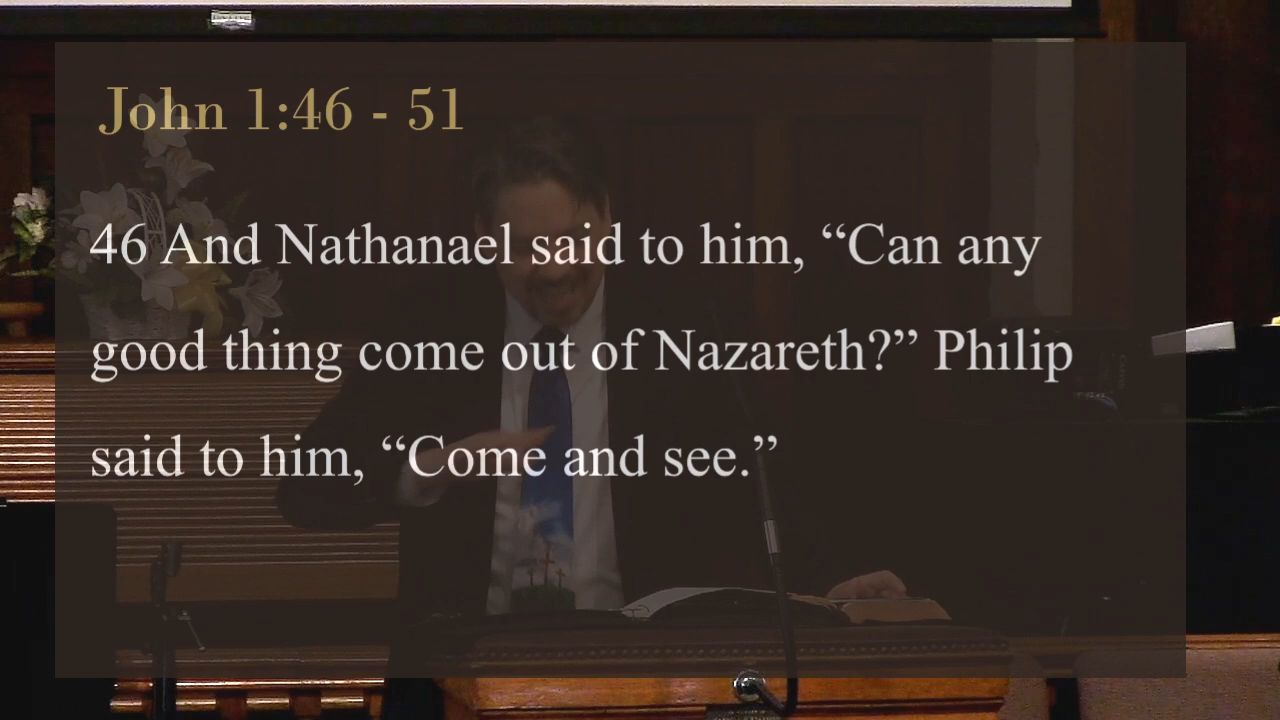 John 1:46 - 51
46 And Nathanael said to him, “Can any
good thing come out of Nazareth?” Philip
said to him, “Come and see.”